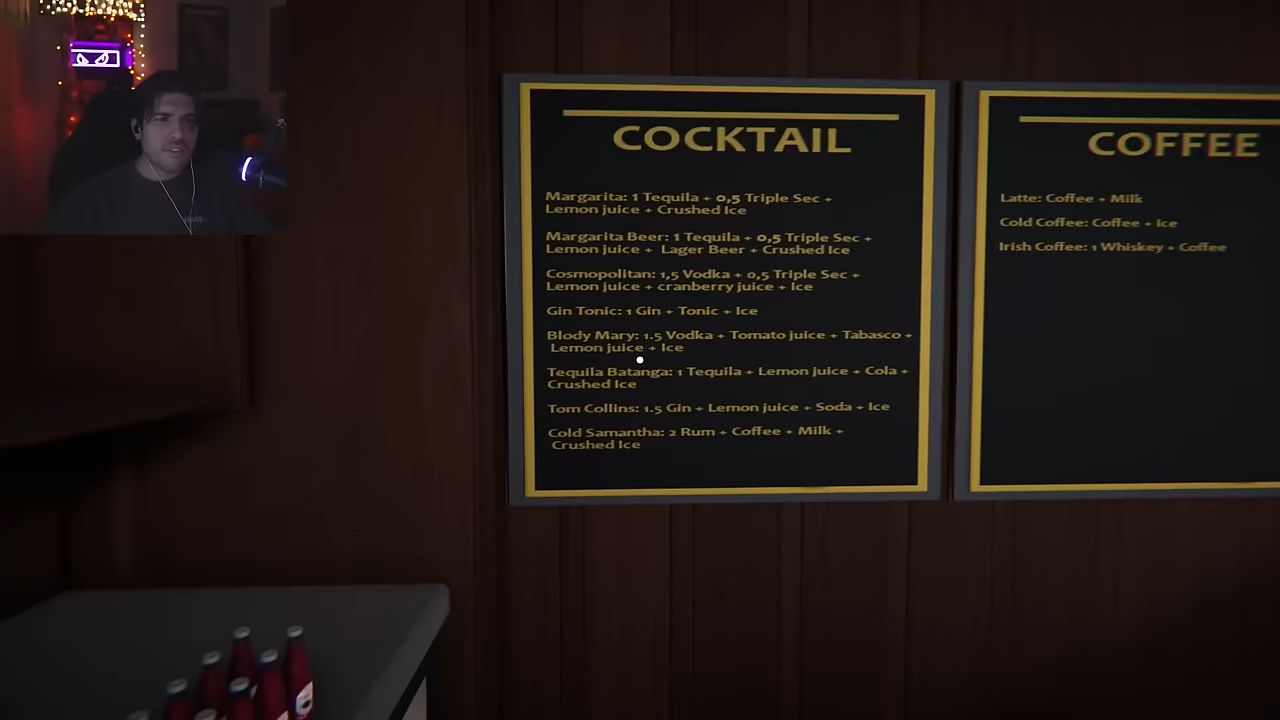 COCKTAIL
Margarita: 1 Tequila + 0,5 Triple Sec +
Lemon juice + Crushed Ice
Margarita Beer: 1 Tequila + 0,5 Triple Sec +
Lemon juice + Lager Beer + Crushed Ice
Cosmopolitan: 1,5 Vodka + 0,5 Triple Sec +
Lemon juice + cranberry juice + Ice
Gin Tonic: 1 Gin + Tonic + Ice
Blody Mary: 1.5 Vodka + Tomato juice + Tabasco +
Lemon juice + Ice
Tequila Batanga: 1 Tequila + Lemon juice + Cola +
Crushed Ice
Tom Collins: 1.5 Gin + Lemon juice + Soda + Ice
Cold Samantha: 2 Rum + Coffee + Milk +
Crushed Ice
COFFEE
Latte: Coffee + Milk
Cold Coffee: Coffee + Ice
Irish Coffee: 1 Whiskey + Coffee